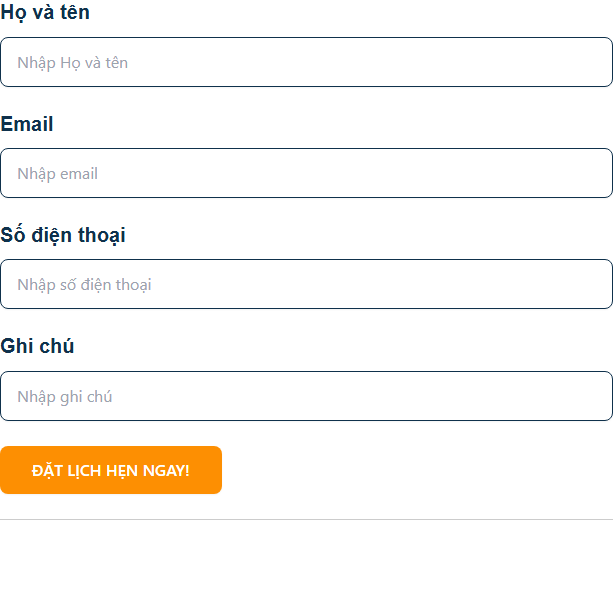 Họ và tên
Nhập Họ và tên
Email
Nhập email
Số điện thoại
Nhập số điện thoại
Ghi chú
Nhập ghi chú
ĐẶT LỊCH HẸN NGAY!